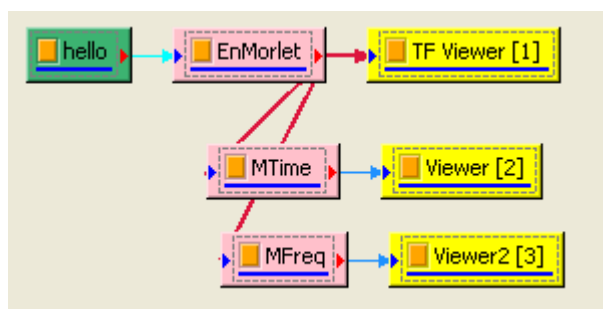 hello EnMorlet TF Viewer [1]
MTime Viewer [2]
MFreq Viewer2 [3]